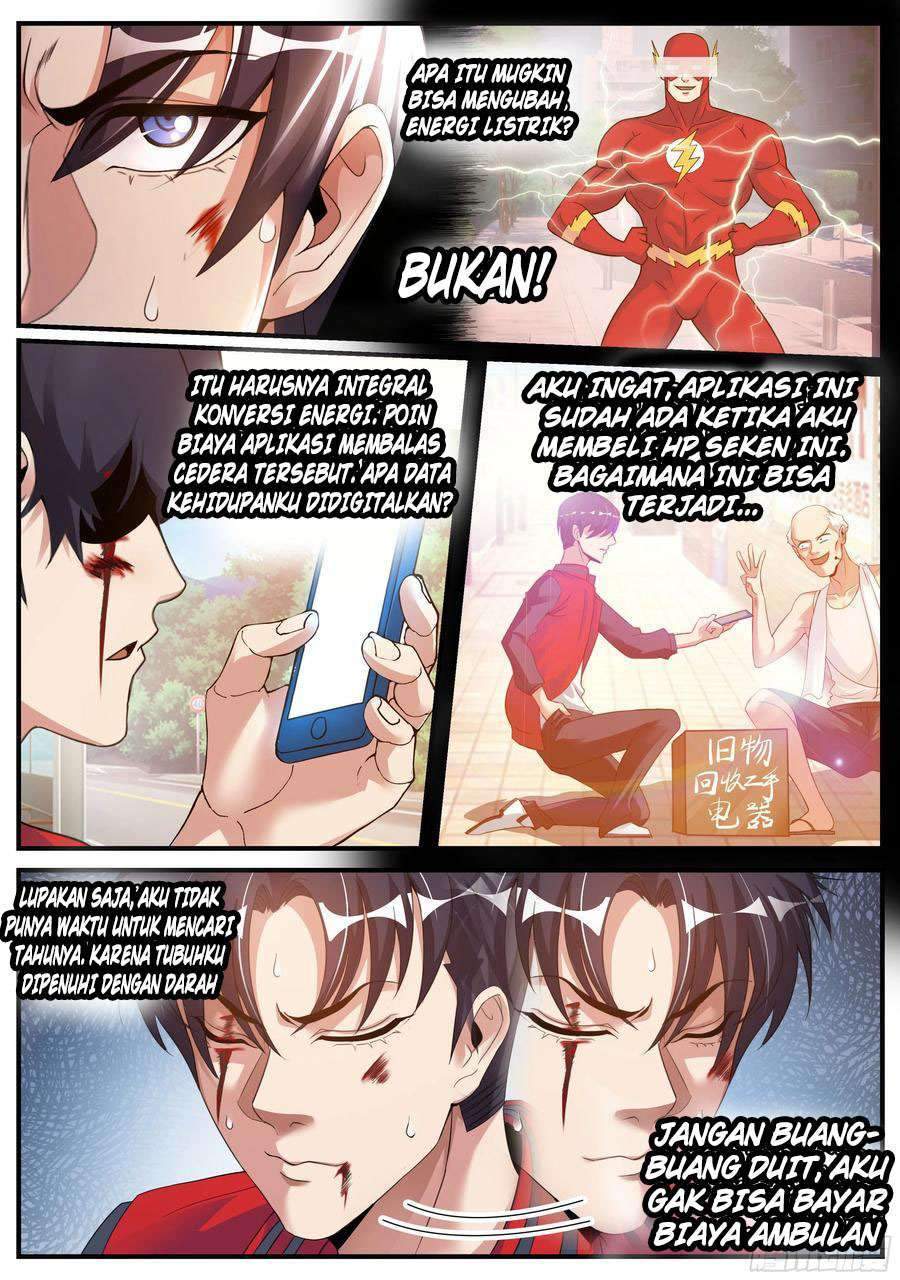 APA ITU MUGKIN
BISA MENGUBAH,
ENERGI LISTRIK?
BUKAN!
ITU HARUSNYA INTEGRAL
KONVERSI ENERGI. POIN
BIAYA APLIKASI MEMBALAS
CEDERA TERSEBUT. APA DATA
KEHIDUPANKU DIDIGITALKAN?
AKU INGAT, APLIKASI INI
SUDAH ADA KETIKA AKU
MEMBELI HP SEKEN INI.
BAGAIMANA INI BISA
TERJADI...
旧物
回收二手
电器
LUPAKAN SAJA, AKU TIDAK
PUNYA WAKTU UNTUK MENCARI
TAHUNYA. KARENA TUBUHKU
DIPENUHI DENGAN DARAH
JANGAN BUANG-
BUANG DUIT, AKU
GAK BISA BAYAR
BIAYA AMBULAN